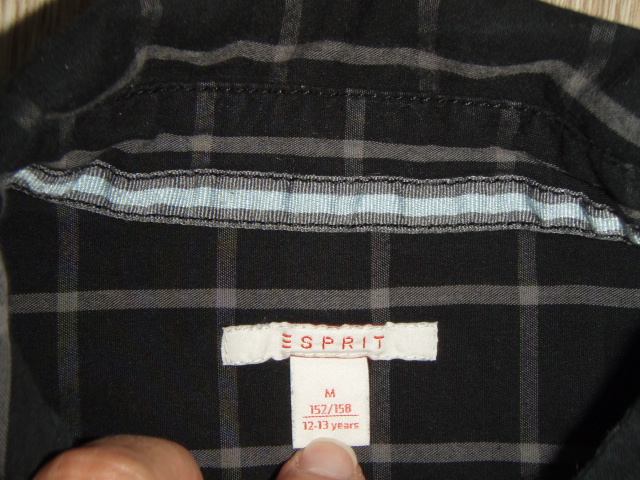 ESPRIT
M
152/158
12-13 years